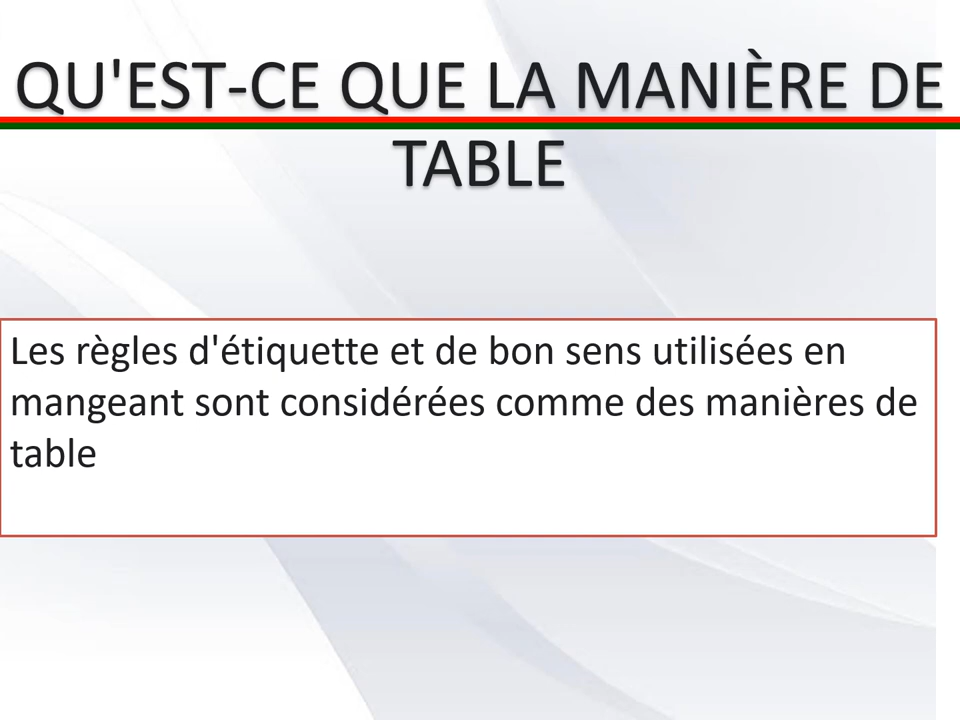 QU'EST-CE QUE LA MANIÈRE DE
TABLE
Les règles d'étiquette et de bon sens utilisées en
mangeant sont considérées comme des manières de
table